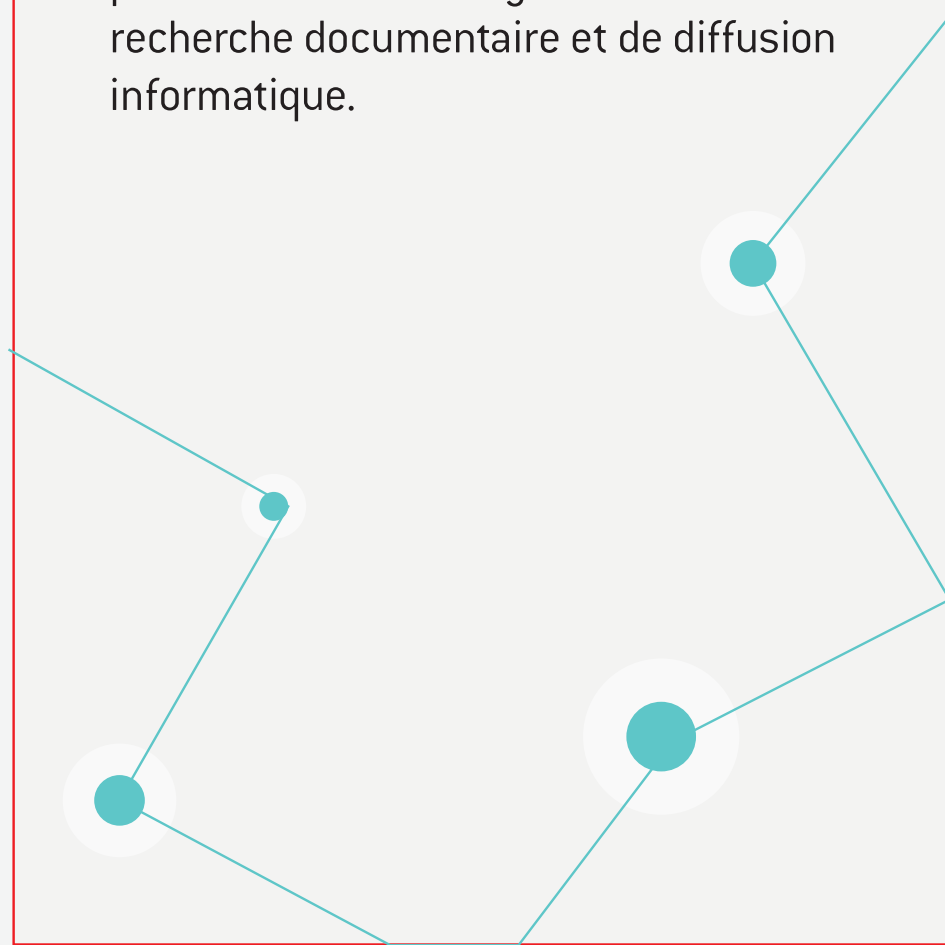 recherche documentaire et de diffusion
informatique.